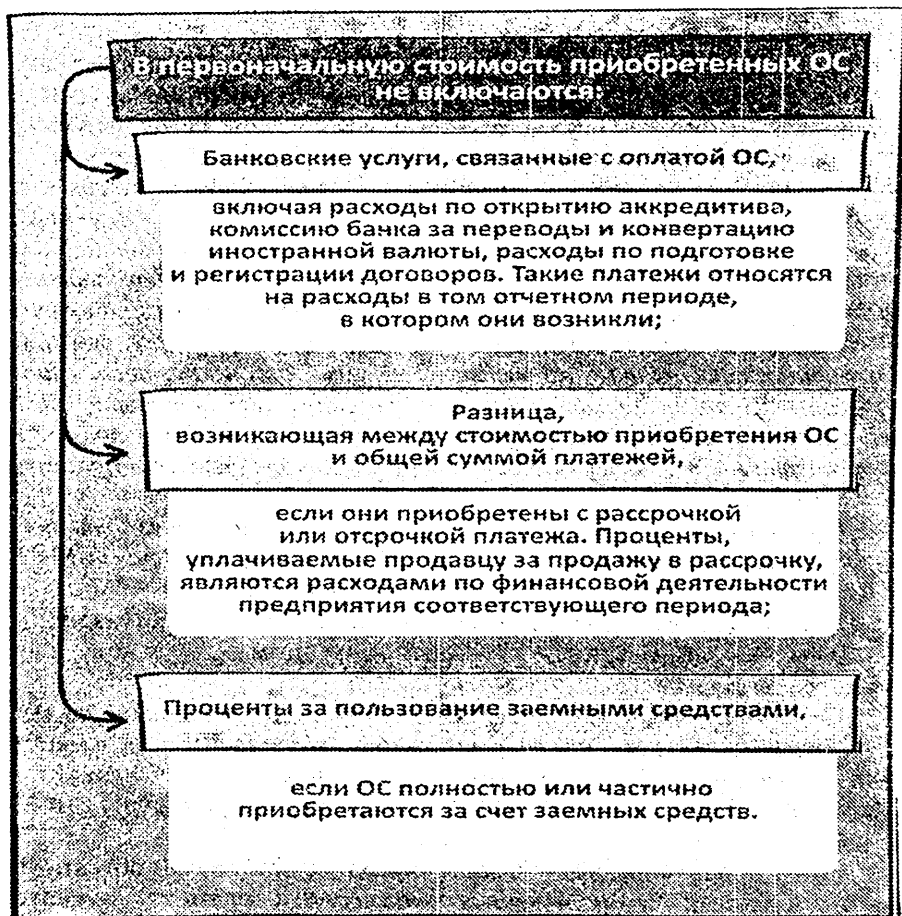 В первоначальную стоимость приобретенных ОС
не включаются:
Банковские услуги, связанные с оплатой ОС,
включая расходы по открытию аккредитива,
комиссию банка за переводы и конвертацию
иностранной валюты, расходы по подготовке
и регистрации договоров. Такие платежи относятся
на расходы в том отчетном периоде,
в котором они возникли;
Разница,
возникающая между стоимостью приобретения ОС
и общей суммой платежей,
если они приобретены с рассрочкой
или отсрочкой платежа. Проценты,
уплачиваемые продавцу за продажу в рассрочку,
являются расходами по финансовой деятельности
предприятия соответствующего периода;
Проценты за пользование заемными средствами,
если ОС полностью или частично
приобретаются за счет заемных средств.